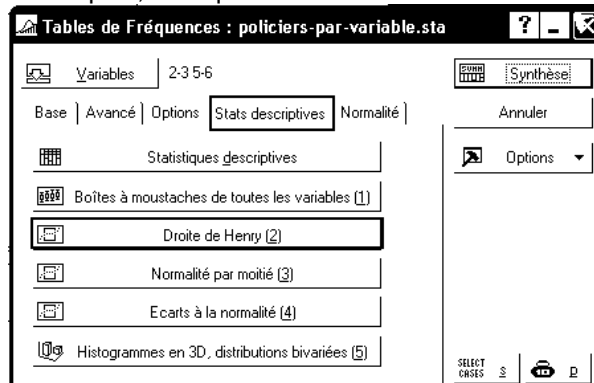 Tables de Fréquences : policiers-par-variable.sta
Variables 2-3 5-6
Synthèse
Base Avancé Options Stats descriptives Normalité
Annuler
Statistiques descriptives
Options
Boîtes à moustaches de toutes les variables (1)
Droite de Henry (2)
Normalité par moitié (3)
Ecarts à la normalité (4)
Histogrammes en 3D, distributions bivariées (5)
SELECT CASES S D